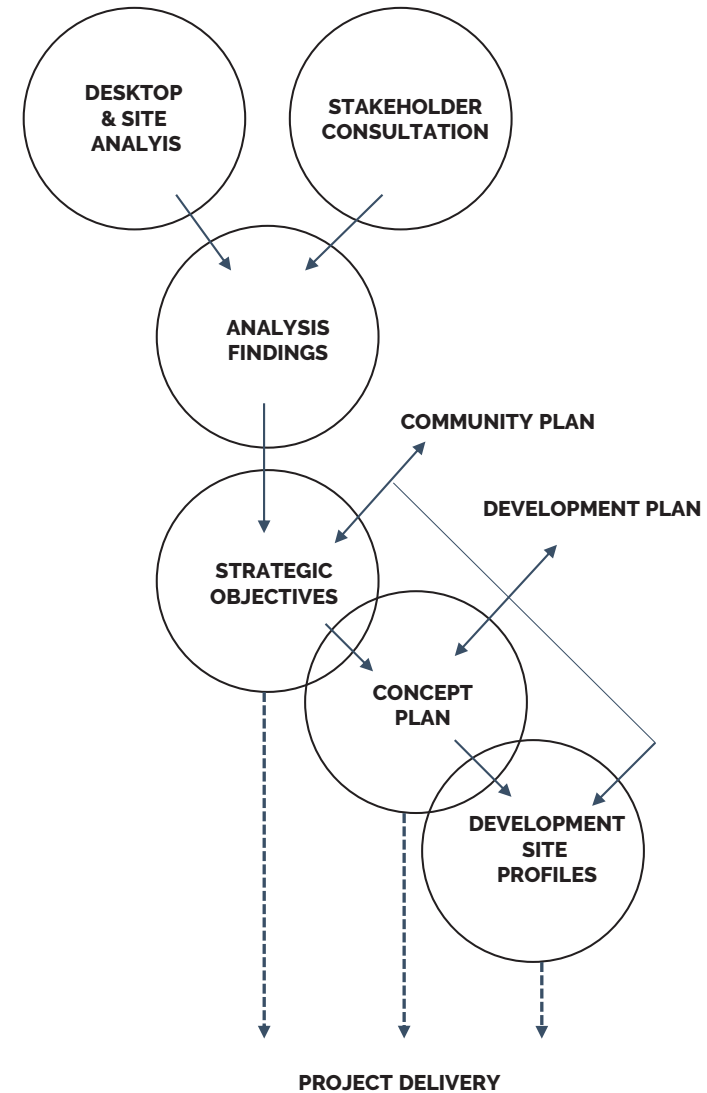 DESKTOP
& SITE
ANALYIS
STAKEHOLDER
CONSULTATION
ANALYSIS
FINDINGS
COMMUNITY PLAN
DEVELOPMENT PLAN
STRATEGIC
OBJECTIVES
CONCEPT
PLAN
DEVELOPMENT
SITE
PROFILES
PROJECT DELIVERY